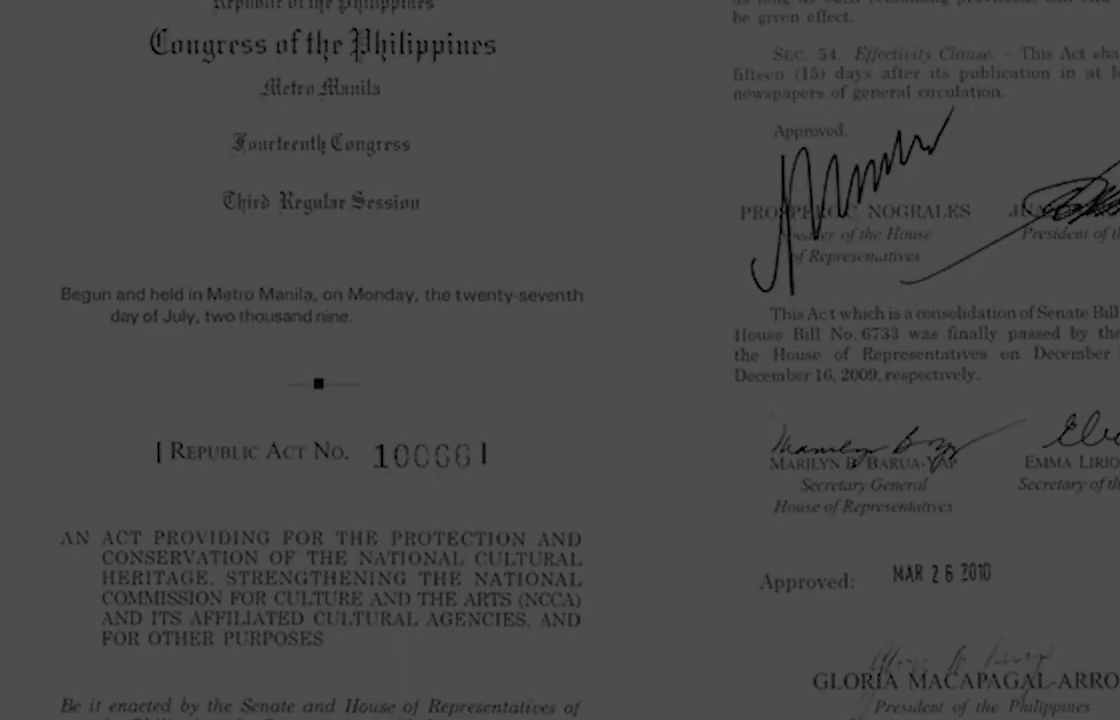 Republic of the Philippines
Congress of the Philippines
Metro Manila
Fourteenth Congress
Third Regular Session
Begun and held in Metro Manila, on Monday, the twenty-seventh
day of July, two thousand nine.
[ REPUBLIC ACT NO. 10066 ]
AN ACT PROVIDING FOR THE PROTECTION AND
CONSERVATION OF THE NATIONAL CULTURAL
HERITAGE, STRENGTHENING THE NATIONAL
COMMISSION FOR CULTURE AND THE ARTS (NCCA)
AND ITS AFFILIATED CULTURAL AGENCIES, AND
FOR OTHER PURPOSES
Be it enacted by the Senate and House of Representatives of
be given effect.
SEC. 54. Effectivity Clause. – This Act sha
fifteen (15) days after its publication in at l
newspapers of general circulation.
Approved,
PROSPERO C. NOGRALES
Speaker of the House
of Representatives
President of th
This Act which is a consolidation of Senate Bill
House Bill No. 6733 was finally passed by the
the House of Representatives on December
December 16, 2009, respectively.
MARILYN B. BARUA-YAP
Secretary General
House of Representatives
EMMA LIRIO
Secretary of th
Approved: MAR 26 2010
GLORIA MACAPAGAL-ARRO
President of the Philippines